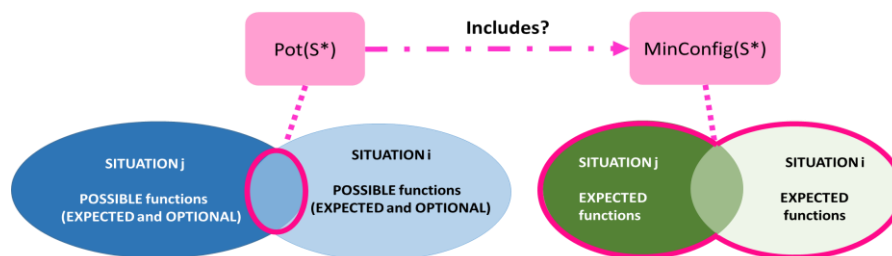 Includes?
Pot(S*)
MinConfig(S*)
SITUATION j
POSSIBLE functions
(EXPECTED and OPTIONAL)
SITUATION i
POSSIBLE functions
(EXPECTED and OPTIONAL)
SITUATION j
EXPECTED
functions
SITUATION i
EXPECTED
functions